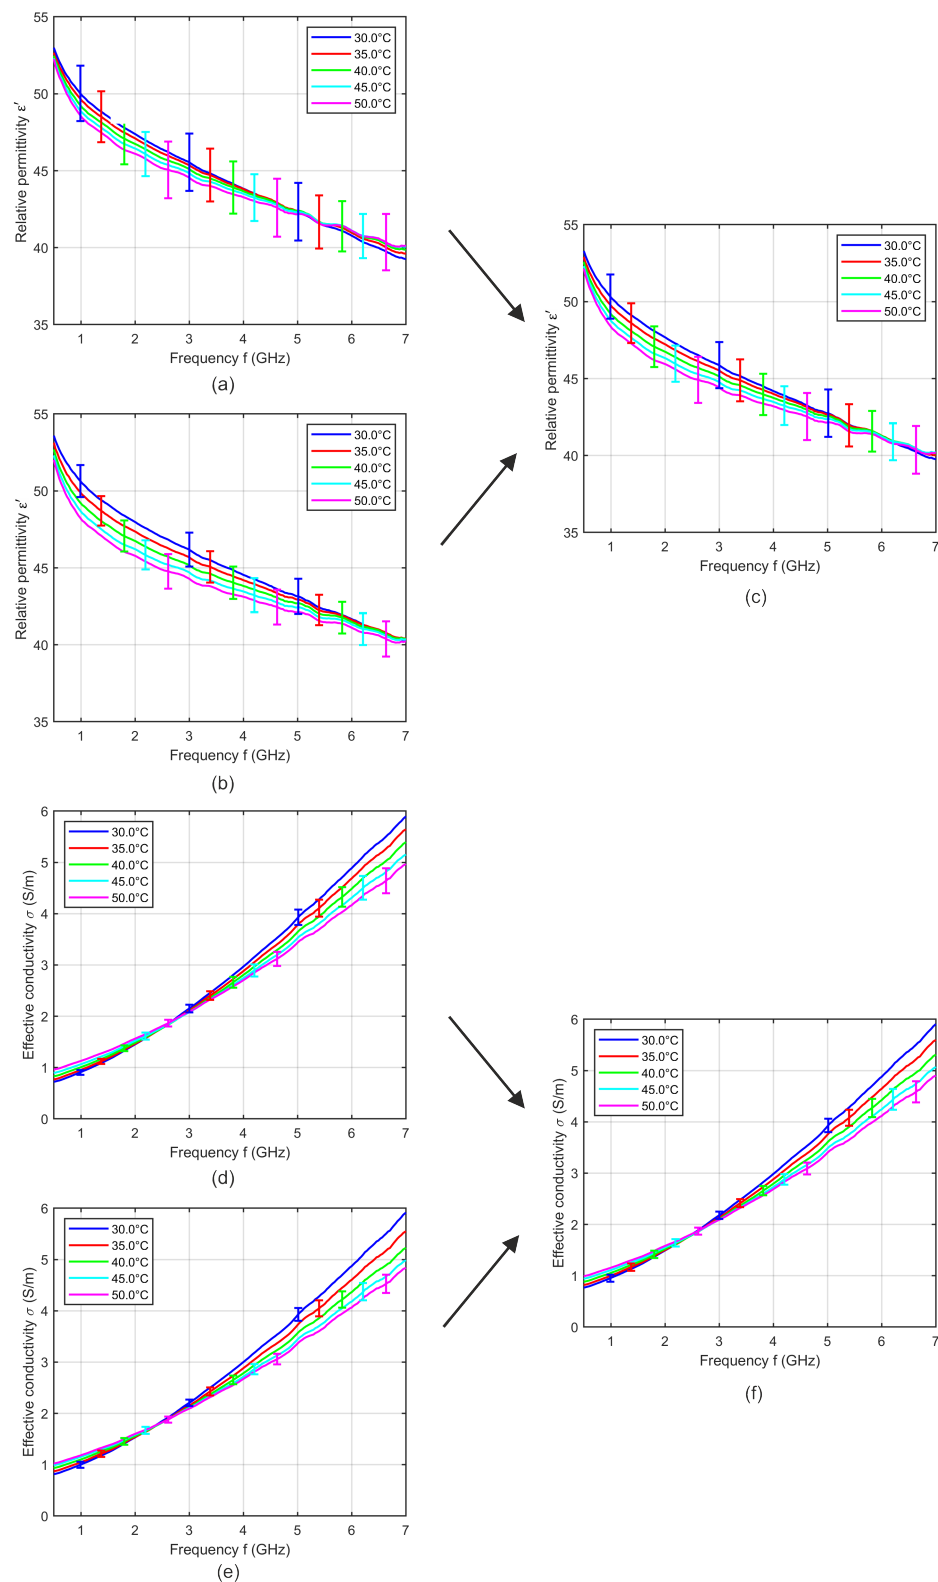 55
50
45
40
35
Relative permittivity ε′
30.0°C
35.0°C
40.0°C
45.0°C
50.0°C
1 2 3 4 5 6 7
Frequency f (GHz)
(a)
55
50
45
40
35
Relative permittivity ε′
30.0°C
35.0°C
40.0°C
45.0°C
50.0°C
1 2 3 4 5 6 7
Frequency f (GHz)
(b)
55
50
45
40
35
Relative permittivity ε′
30.0°C
35.0°C
40.0°C
45.0°C
50.0°C
1 2 3 4 5 6 7
Frequency f (GHz)
(c)
6
5
4
3
2
1
0
Effective conductivity σ (S/m)
30.0°C
35.0°C
40.0°C
45.0°C
50.0°C
1 2 3 4 5 6 7
Frequency f (GHz)
(d)
6
5
4
3
2
1
0
Effective conductivity σ (S/m)
30.0°C
35.0°C
40.0°C
45.0°C
50.0°C
1 2 3 4 5 6 7
Frequency f (GHz)
(e)
6
5
4
3
2
1
0
Effective conductivity σ (S/m)
30.0°C
35.0°C
40.0°C
45.0°C
50.0°C
1 2 3 4 5 6 7
Frequency f (GHz)
(f)